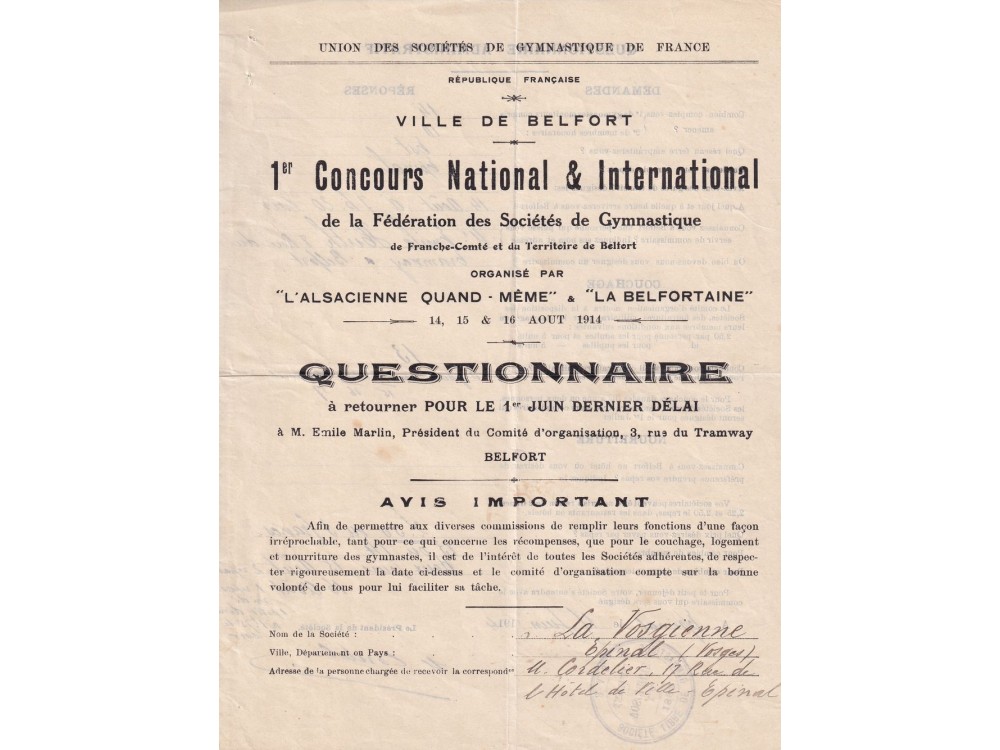 UNION DES SOCIÉTÉS DE GYMNASTIQUE DE FRANCE
RÉPUBLIQUE FRANÇAISE
VILLE DE BELFORT
1er Concours National & International
de la Fédération des Sociétés de Gymnastique
de Franche-Comté et du Territoire de Belfort
ORGANISÉ PAR
"L'ALSACIENNE QUAND - MÊME" & "LA BELFORTAINE"
14, 15 & 16 AOUT 1914
QUESTIONNAIRE
à retourner POUR LE 1er JUIN DERNIER DÉLAI
à M. Emile Marlin, Président du Comité d'organisation, 3, rue du Tramway
BELFORT
AVIS IMPORTANT
Afin de permettre aux diverses commissions de remplir leurs fonctions d'une façon
irréprochable, tant pour ce qui concerne les récompenses, que pour le couchage, logement
et nourriture des gymnastes, il est de l'intérêt de toutes les Sociétés adhérentes, de respec-
ter rigoureusement la date ci-dessus et le comité d'organisation compte sur la bonne
volonté de tous pour lui faciliter sa tâche.
Nom de la Société : . . . . La Vosgienne
Ville, Département ou Pays : . . . Epinal (Vosges)
Adresse de la personne chargée de recevoir la correspondce M. Cordelier, 17 Rue de
l'Hôtel de Ville - Epinal